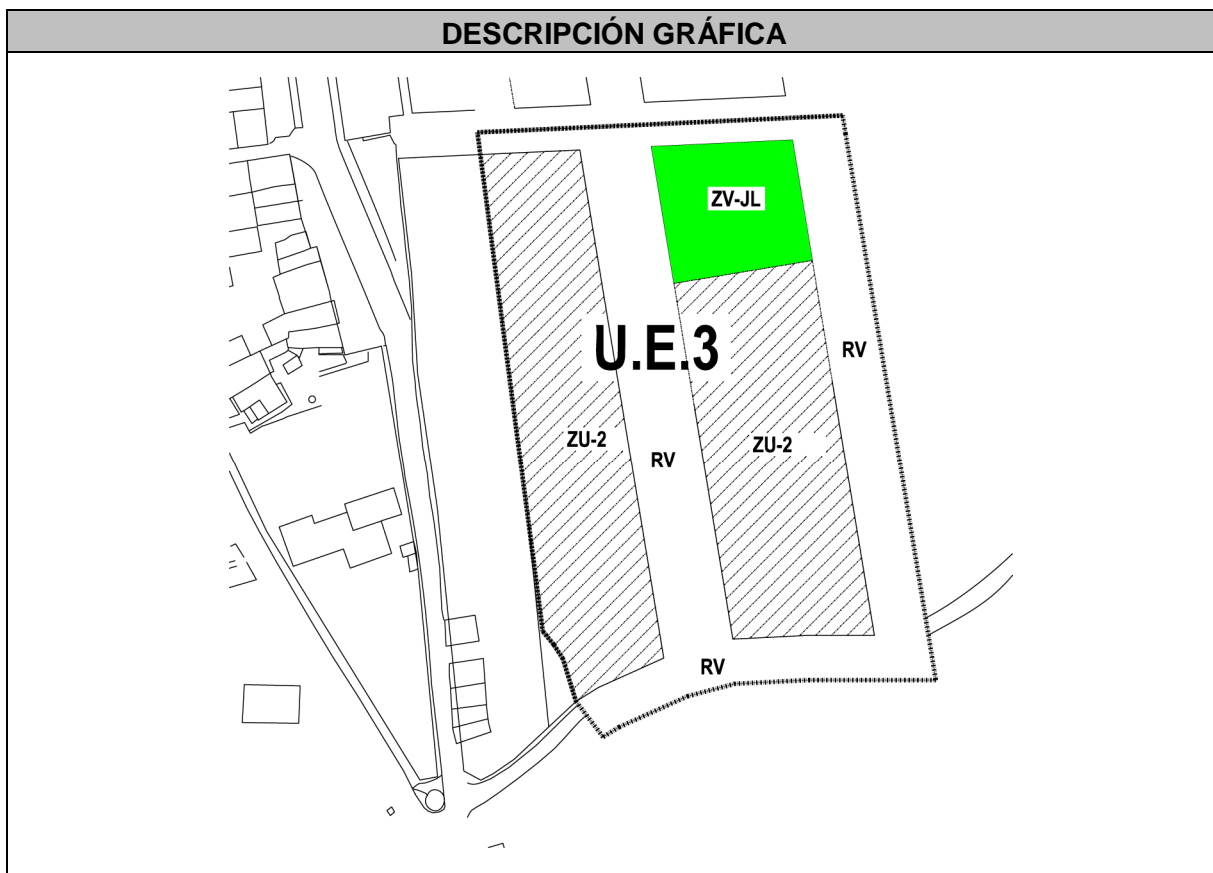 DESCRIPCIÓN GRÁFICA
ZV-JL
U.E.3
RV
ZU-2
RV
ZU-2
RV